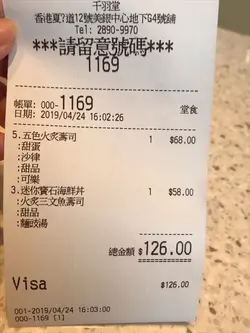 千羽堂
香港夏?道12號美銀中心地下G4號鋪
Tel: 2890-9970
***請留意號碼***
1169
帳單: 000-1169
堂食
日期: 2019/04/24 16:02:26
5.五色火炙壽司 1 $68.00
:甜蛋
:沙律
:甜品
:可樂
3.迷你寶石海鮮丼 1 $58.00
:火炙三文魚壽司
:甜品
:麵豉湯
總金額 $126.00
Visa $126.00
001-2019/04/24 16:03:00
000-1169 [1]